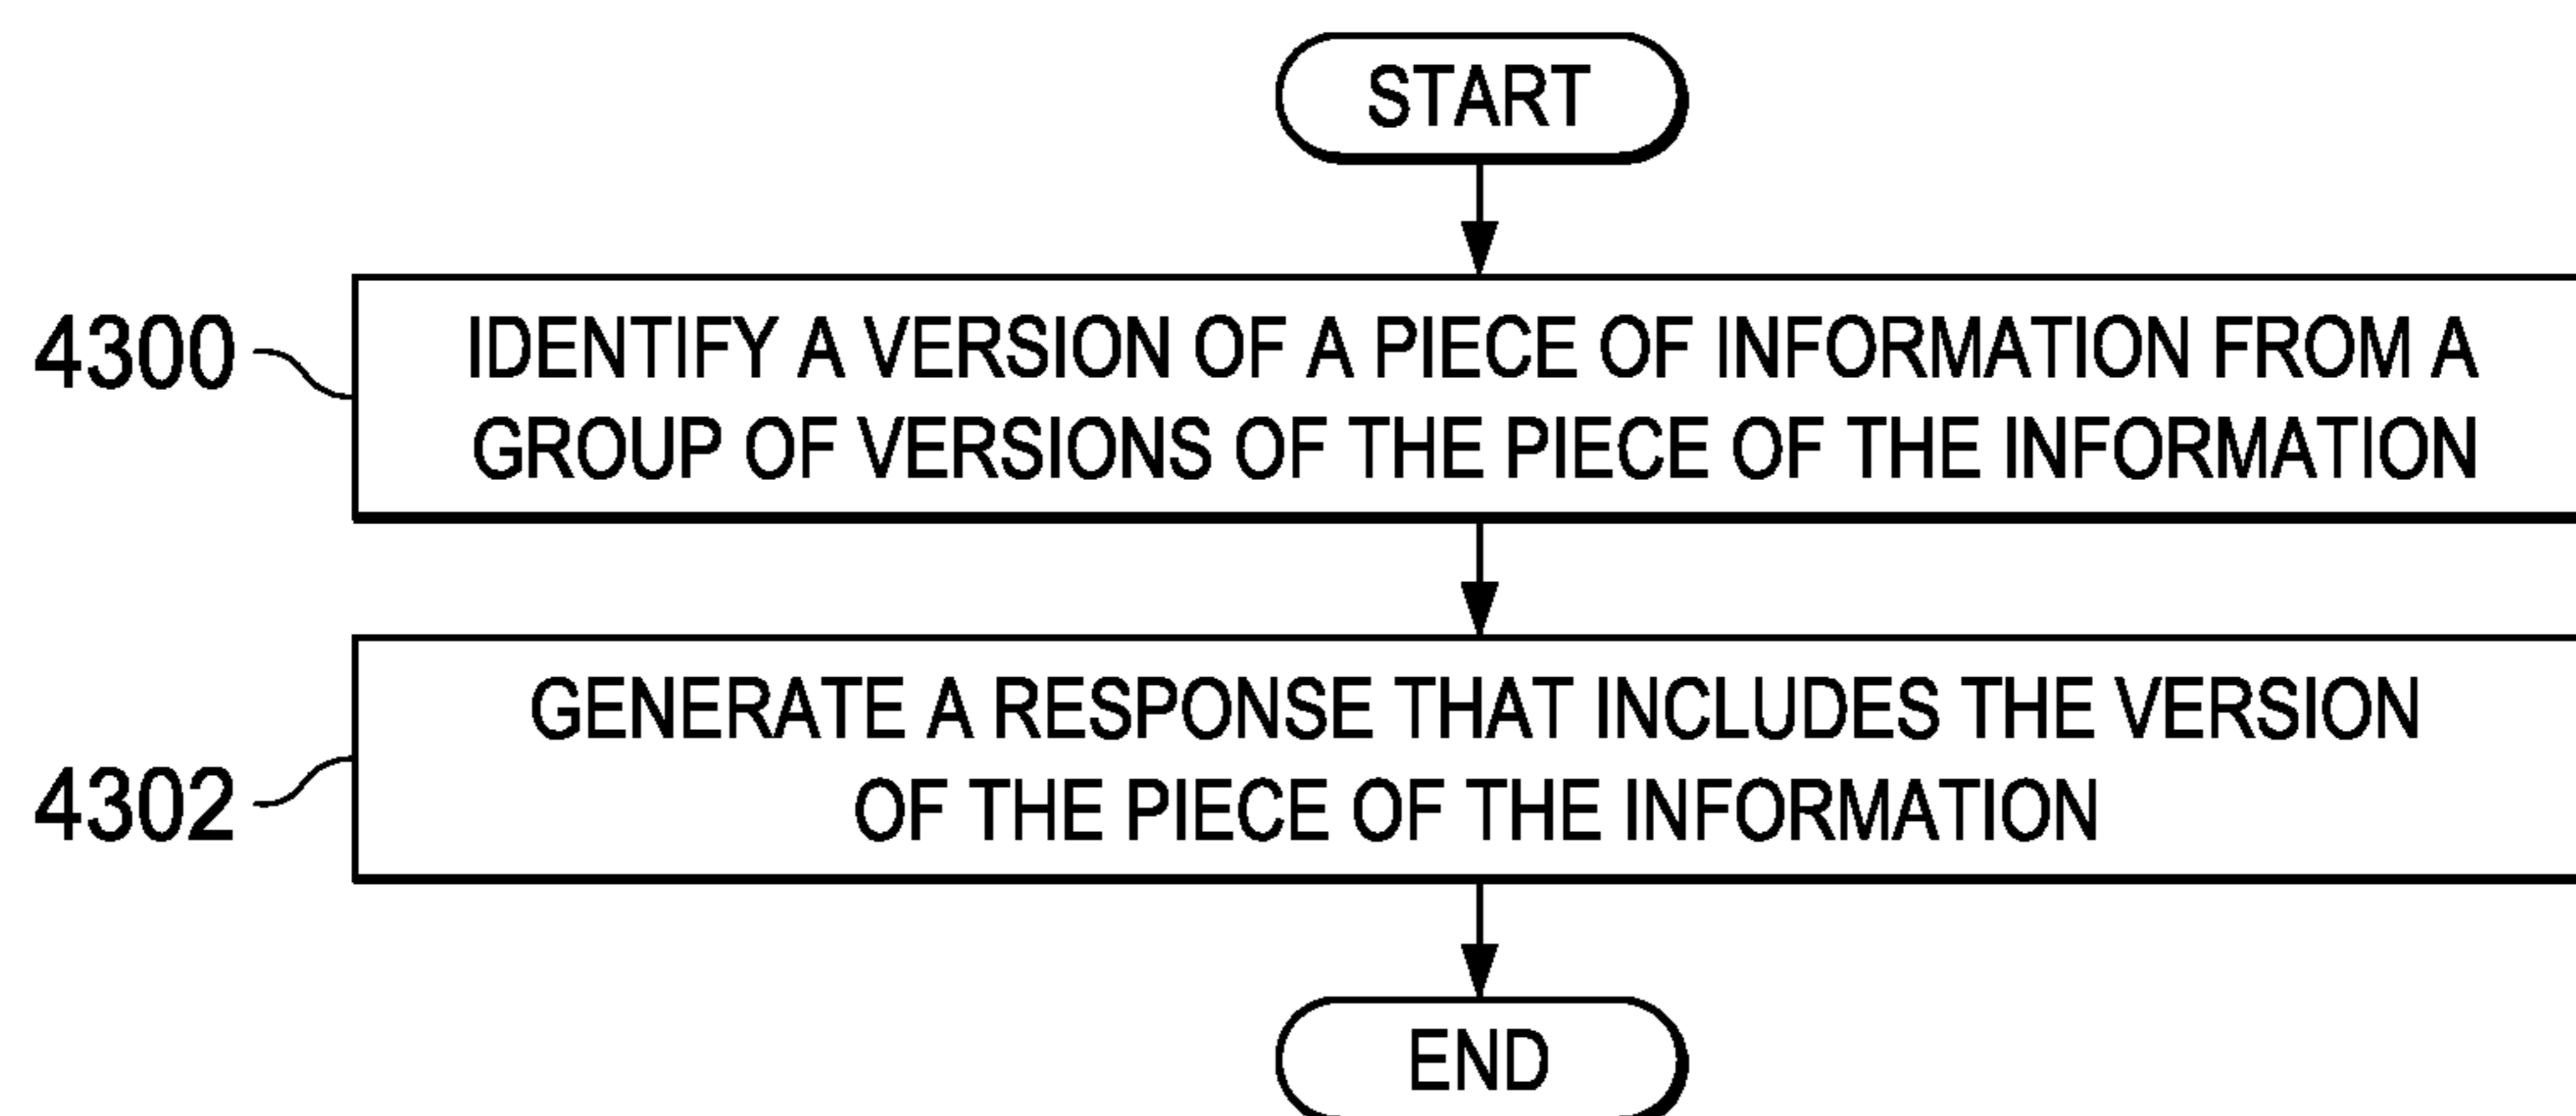 START
4300
IDENTIFY A VERSION OF A PIECE OF INFORMATION FROM A
GROUP OF VERSIONS OF THE PIECE OF THE INFORMATION
GENERATE A RESPONSE THAT INCLUDES THE VERSION
4302
OF THE PIECE OF THE INFORMATION
END